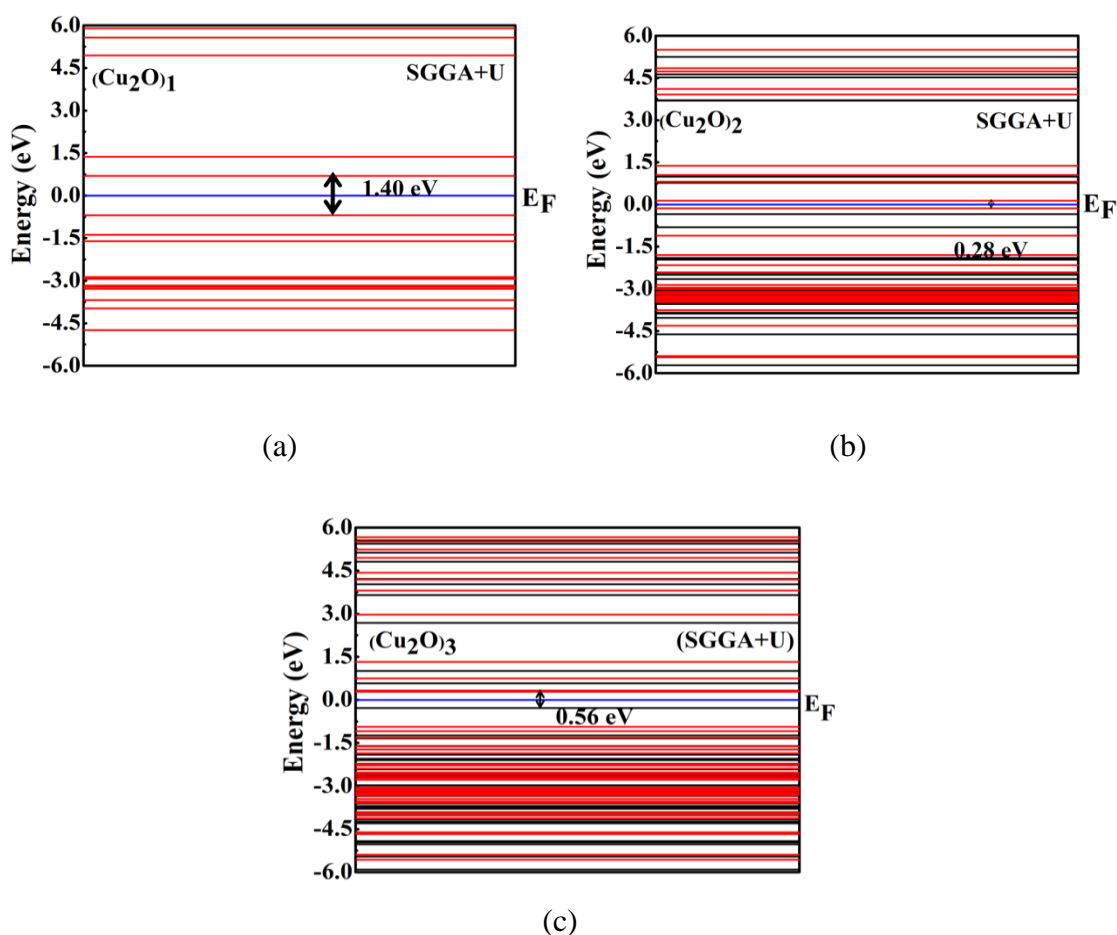 6.0
4.5
3.0
1.5
0.0
-1.5
-3.0
-4.5
-6.0
Energy (eV)
(Cu2O)1
SGGA+U
1.40 eV
EF
(a)
6.0
4.5
3.0
1.5
0.0
-1.5
-3.0
-4.5
-6.0
Energy (eV)
(Cu2O)2
SGGA+U
0.28 eV
EF
(b)
6.0
4.5
3.0
1.5
0.0
-1.5
-3.0
-4.5
-6.0
Energy (eV)
(Cu2O)3
(SGGA+U)
0.56 eV
EF
(c)